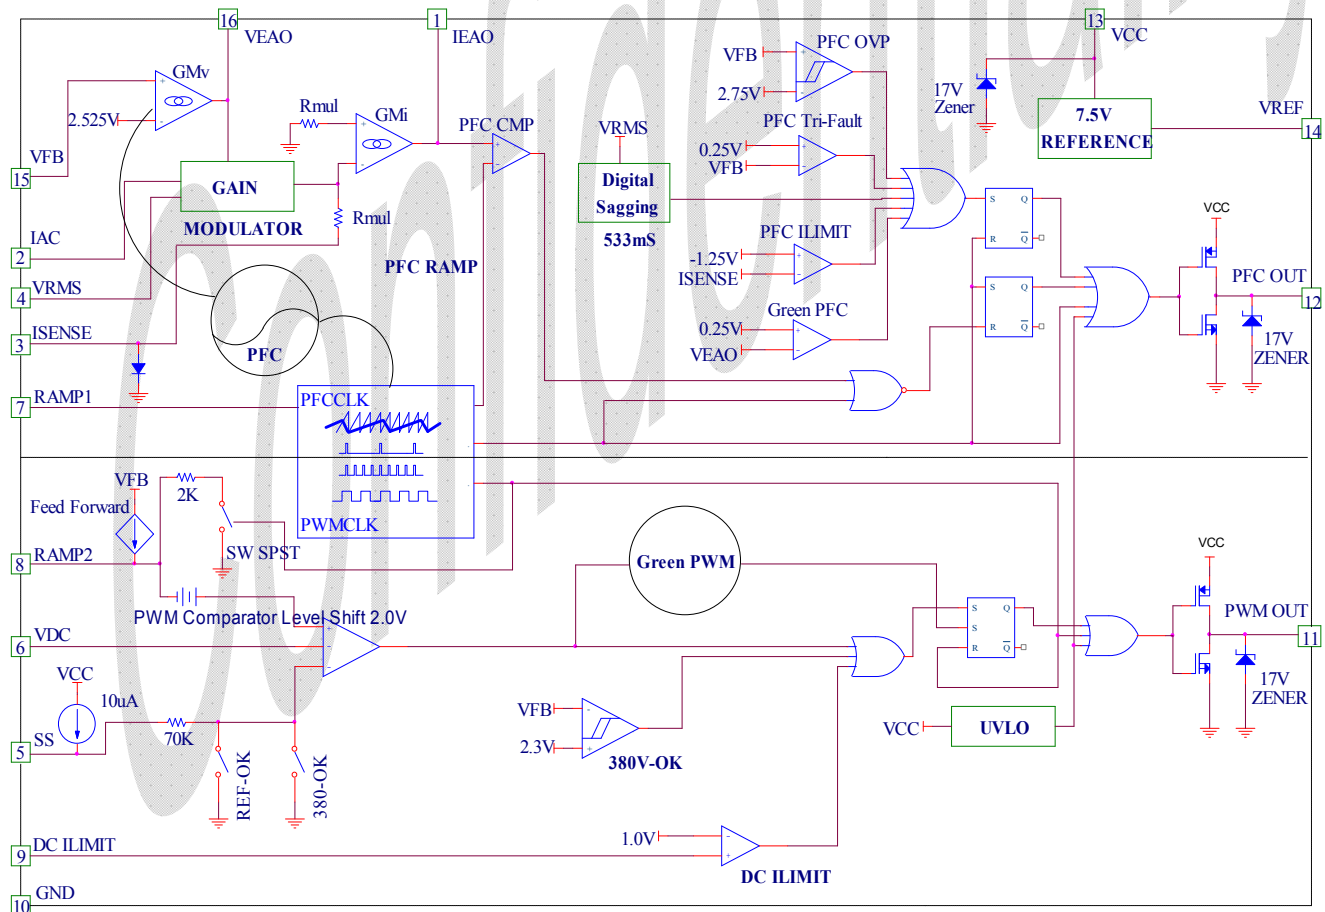 16
VEAO
1
IEAO
13
VCC
GMv
2.525V
VFB
15
Rmul
GMi
PFC CMP
GAIN
MODULATOR
Rmul
IAC
2
VRMS
4
ISENSE
3
PFC RAMP
PFC
RAMP1
7
PFCCLK
PWMCLK
VRMS
Digital
Sagging
533mS
PFC OVP
VFB
2.75V
PFC Tri-Fault
0.25V
VFB
PFC ILIMIT
-1.25V
ISENSE
Green PFC
0.25V
VEAO
17V
Zener
7.5V
REFERENCE
VREF
14
S Q
R Q
S Q
R Q
VCC
PFC OUT
12
17V
ZENER
VFB
Feed Forward
2K
SW SPST
RAMP2
8
PWM Comparator Level Shift 2.0V
VDC
6
VCC
10uA
SS
5
70K
REF-OK
380-OK
Green PWM
VFB
2.3V
380V-OK
S Q
S
R Q
VCC
UVLO
VCC
PWM OUT
11
17V
ZENER
DC ILIMIT
9
1.0V
DC ILIMIT
GND
10
Confidential